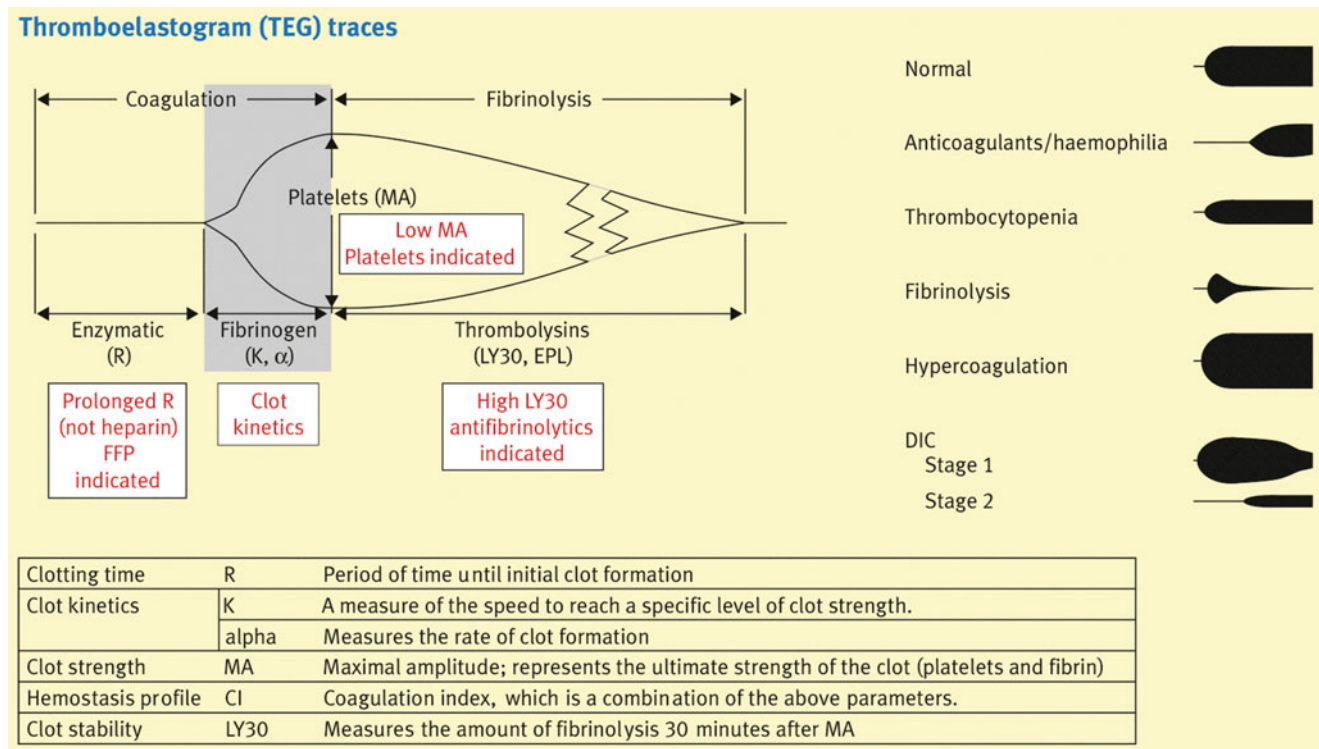 Thromboelastogram (TEG) traces
Coagulation
Fibrinolysis
Platelets (MA)
Low MA
Platelets indicated
Enzymatic
(R)
Fibrinogen
(K, α)
Thrombolysins
(LY30, EPL)
Prolonged R
(not heparin)
FFP
indicated
Clot
kinetics
High LY30
antifibrinolytics
indicated
Normal
Anticoagulants/haemophilia
Thrombocytopenia
Fibrinolysis
Hypercoagulation
DIC
Stage 1
Stage 2
Clotting time R Period of time until initial clot formation
Clot kinetics K A measure of the speed to reach a specific level of clot strength.
alpha Measures the rate of clot formation
Clot strength MA Maximal amplitude; represents the ultimate strength of the clot (platelets and fibrin)
Hemostasis profile CI Coagulation index, which is a combination of the above parameters.
Clot stability LY30 Measures the amount of fibrinolysis 30 minutes after MA